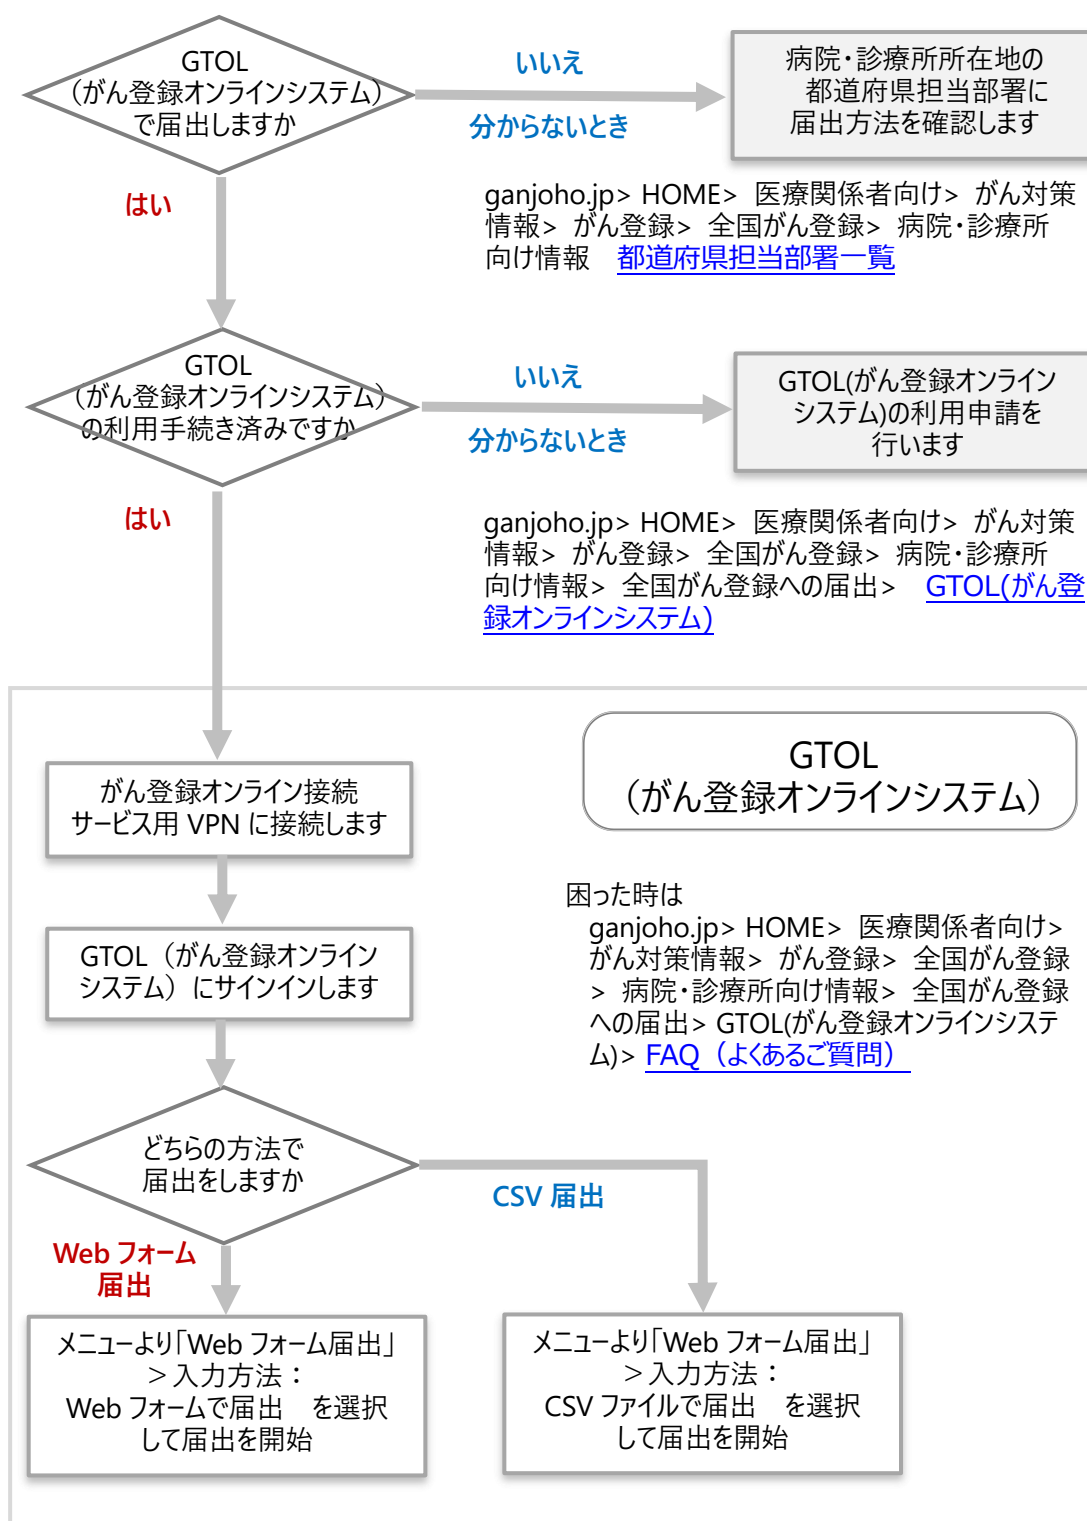 GTOL
（がん登録オンラインシステム）
で届出しますか
いいえ
分からないとき
病院・診療所所在地の
都道府県担当部署に
届出方法を確認します
はい
ganjoho.jp> HOME> 医療関係者向け> がん対策
情報> がん登録> 全国がん登録> 病院・診療所
向け情報　都道府県担当部署一覧
GTOL
（がん登録オンラインシステム）
の利用手続き済みですか
いいえ
分からないとき
GTOL(がん登録オンライン
システム)の利用申請を
行います
はい
ganjoho.jp> HOME> 医療関係者向け> がん対策
情報> がん登録> 全国がん登録> 病院・診療所
向け情報> 全国がん登録への届出>　GTOL(がん登
録オンラインシステム)
GTOL
（がん登録オンラインシステム）
がん登録オンライン接続
サービス用 VPN に接続します
困った時は
ganjoho.jp> HOME> 医療関係者向け>
がん対策情報> がん登録> 全国がん登録
> 病院・診療所向け情報> 全国がん登録
への届出> GTOL(がん登録オンラインシステ
ム)> FAQ（よくあるご質問）
GTOL（がん登録オンライン
システム）にサインインします
どちらの方法で
届出をしますか
CSV 届出
Web フォーム
届出
メニューより「Web フォーム届出」
＞入力方法：
Web フォームで届出　を選択
して届出を開始
メニューより「Web フォーム届出」
＞入力方法：
CSV ファイルで届出　を選択
して届出を開始